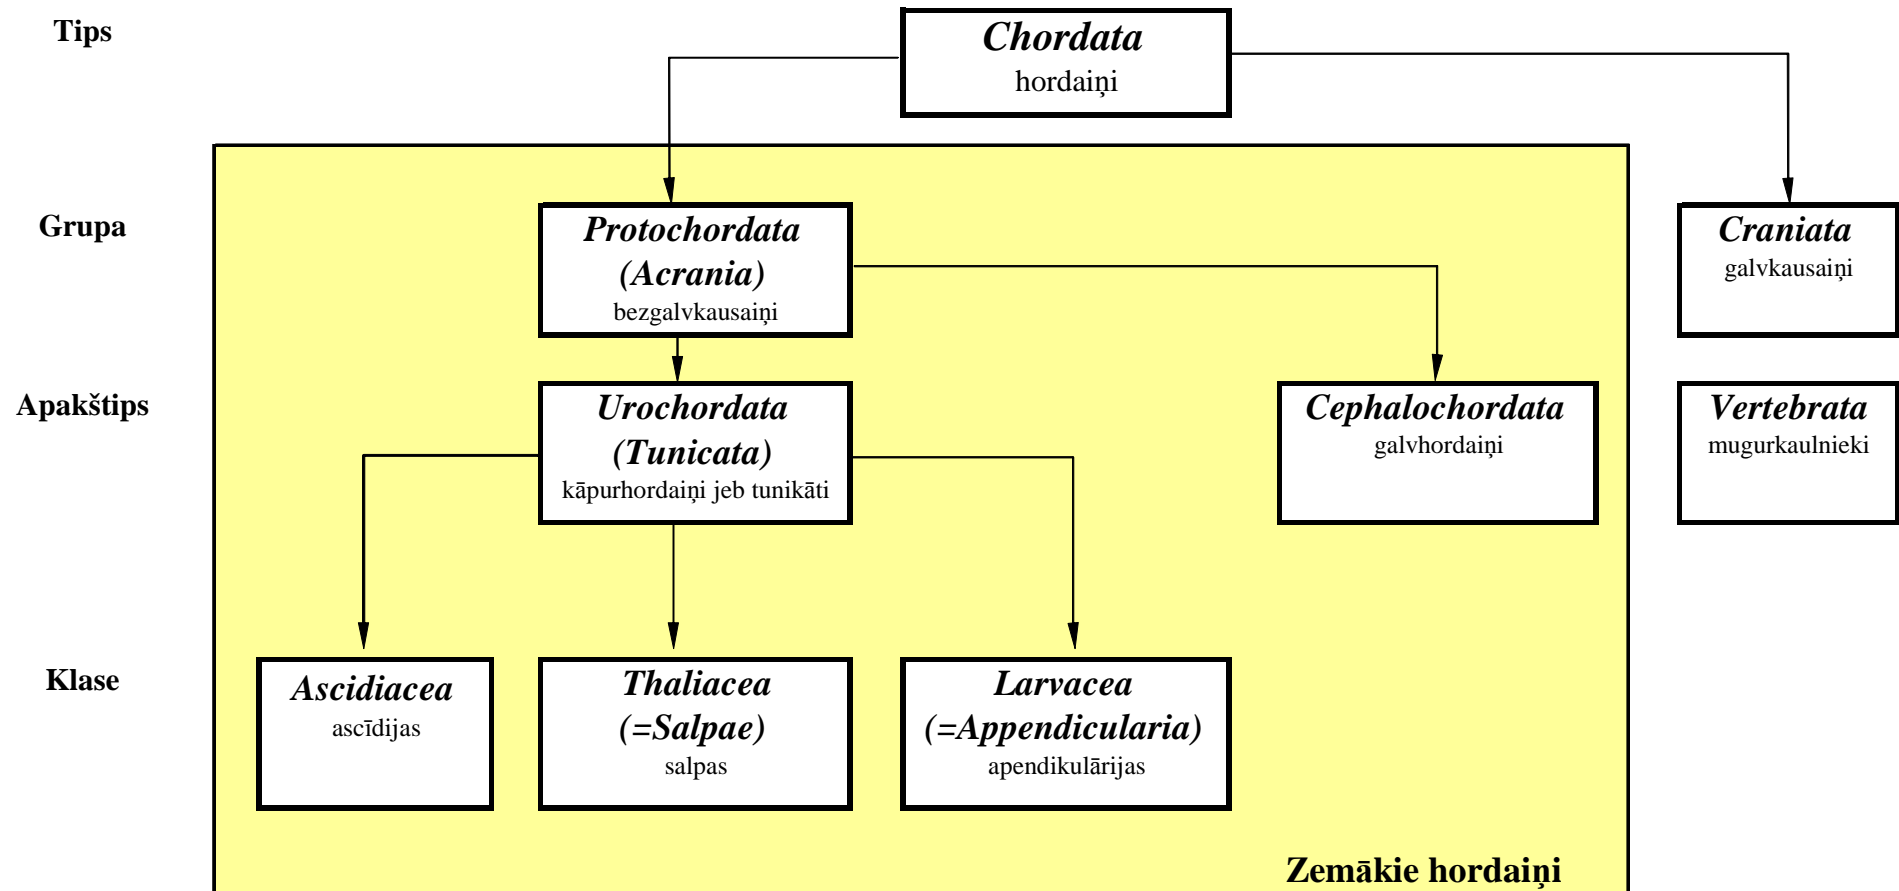 Tips
Chordata
hordaiņi
Grupa
Protochordata
(Acrania)
bezgalvkausaiņi
Craniata
galvkausaiņi
Apakštips
Urochordata
(Tunicata)
kāpurhordaiņi jeb tunikāti
Cephalochordata
galvhordaiņi
Vertebrata
mugurkaulnieki
Klase
Ascidiacea
ascīdijas
Thaliacea
(=Salpae)
salpas
Larvacea
(=Appendicularia)
apendikulārijas
Zemākie hordaiņi